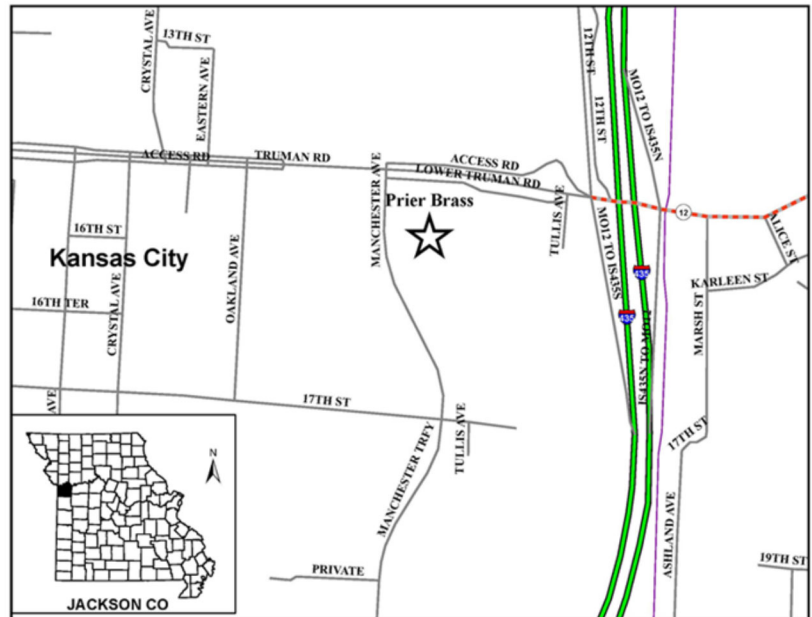 13TH ST
CRYSTAL AVE
EASTERN AVE
12TH ST
12TH ST
MO12 TO IS435N
ACCESS RD
TRUMAN RD
MANCHESTER AVE
ACCESS RD
LOWER TRUMAN RD
Prier Brass
TULLIS AVE
12
MO12 TO IS435S
ALICE ST
16TH ST
Kansas City
OAKLAND AVE
KARLEEN ST
435
435
MARSH ST
16TH TER
CRYSTAL AVE
IS435N TO MO12
AVE
17TH ST
TULLIS AVE
17TH ST
MANCHESTER TRFY
N
ASHLAND AVE
19TH ST
PRIVATE
JACKSON CO